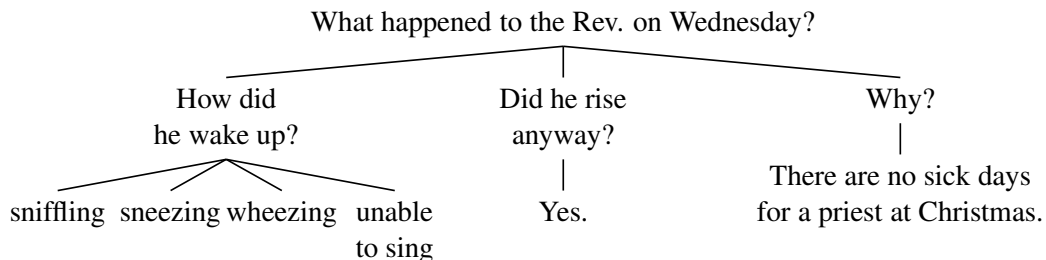 What happened to the Rev. on Wednesday?
How did
he wake up?
Did he rise
anyway?
Why?
sniffling
sneezing
wheezing
unable
to sing
Yes.
There are no sick days
for a priest at Christmas.